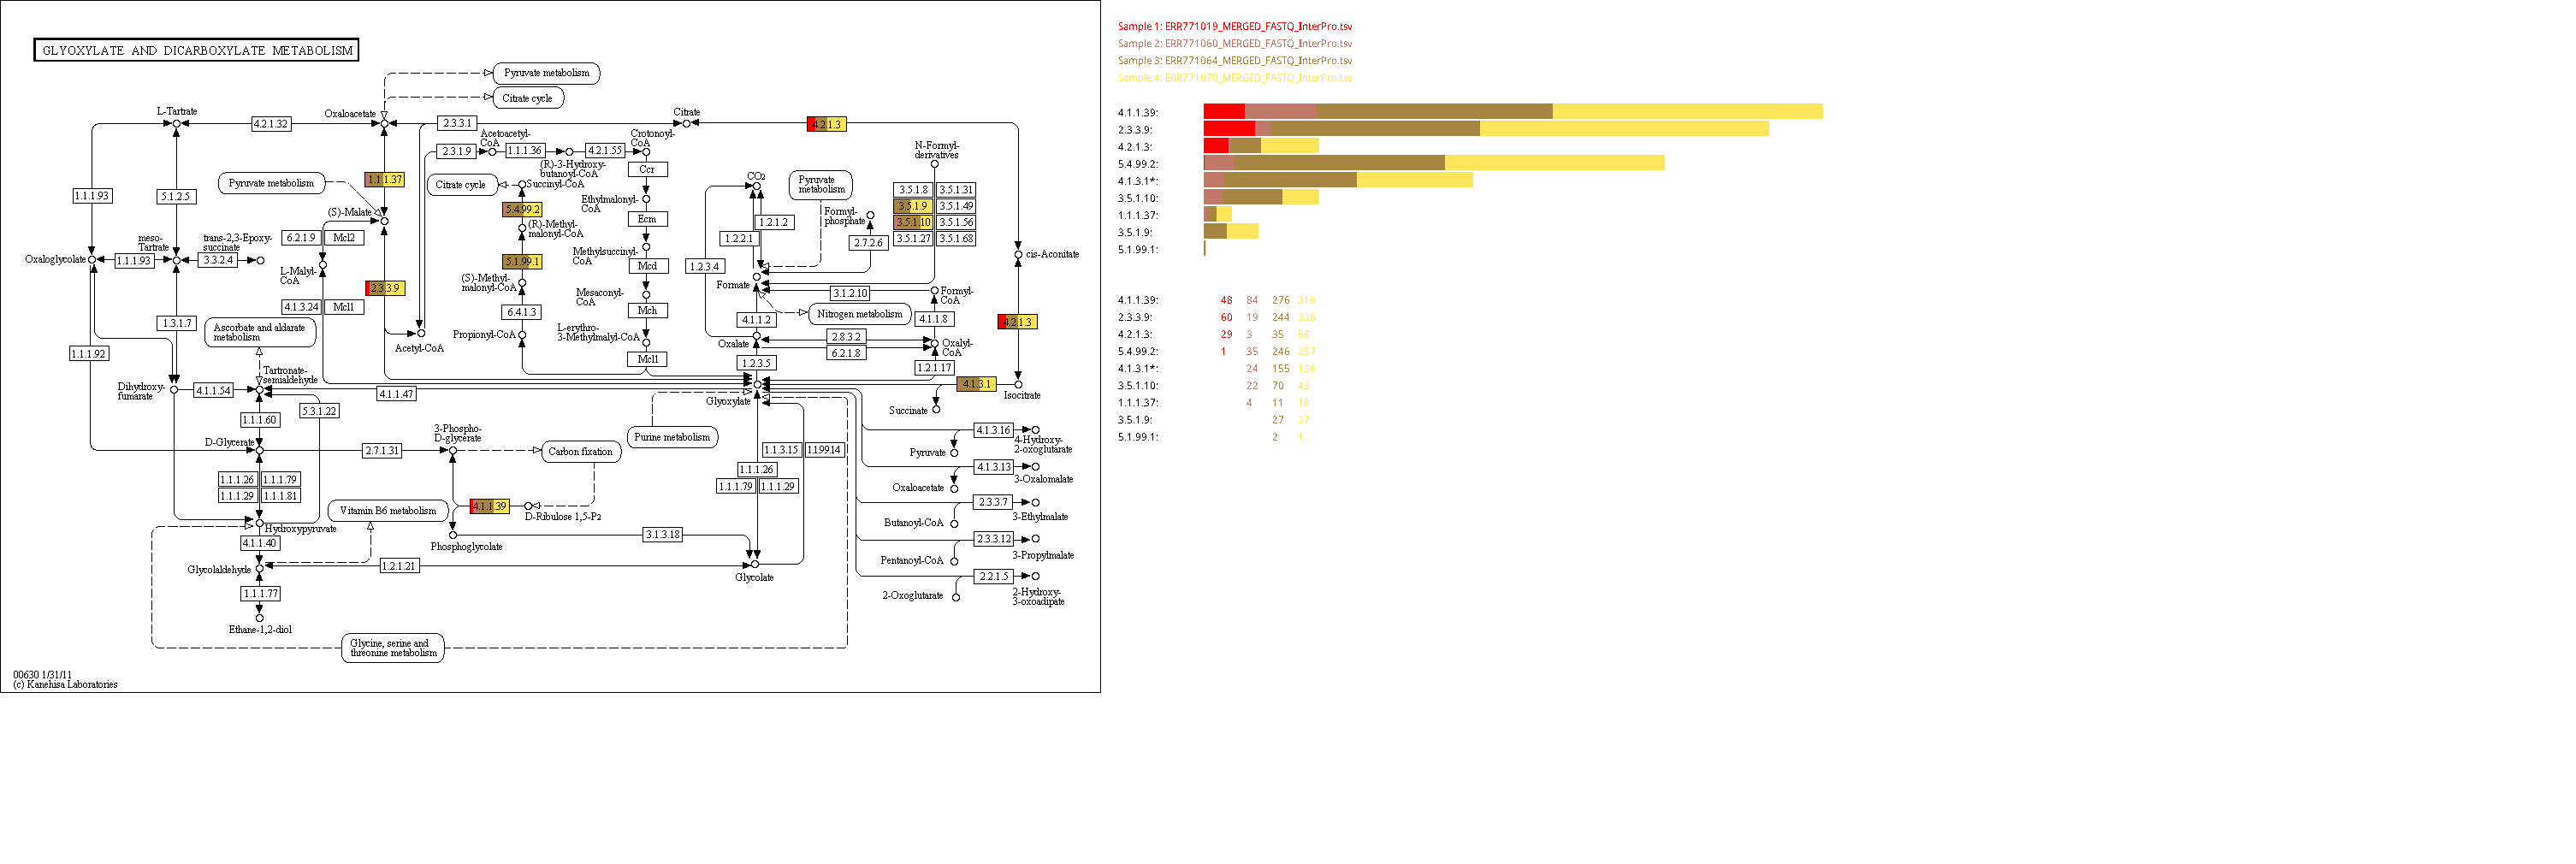 GLYOXYLATE AND DICARBOXYLATE METABOLISM
Pyruvate metabolism
Citrate cycle
L-Tartrate
Oxaloacetate
Citrate
4.2.1.32
2.3.3.1
4.2.1.3
Acetoacetyl-
CoA
Crotonoyl-
CoA
2.3.1.9
1.1.1.36
4.2.1.55
(R)-3-Hydroxy-
butanoyl-CoA
Ccr
N-Formyl-
derivatives
CO2
Pyruvate
metabolism
Pyruvate metabolism
1.1.1.37
Citrate cycle
Succinyl-CoA
1.1.1.93
5.1.2.5
Ethylmalonyl-
CoA
3.5.1.8
3.5.1.31
3.5.1.9
3.5.1.49
3.5.1.10
3.5.1.56
3.5.1.27
3.5.1.68
5.4.99.2
(S)-Malate
Ecm
Formyl-
phosphate
1.2.1.2
(R)-Methyl-
malonyl-CoA
6.2.1.9
Mcl2
1.2.2.1
2.7.2.6
meso-
Tartrate
trans-2,3-Epoxy-
succinate
Methylsuccinyl-
CoA
Oxaloglycolate
1.1.1.93
3.3.2.4
5.1.99.1
Mcd
1.2.3.4
cis-Aconitate
L-Malyl-
CoA
(S)-Methyl-
malonyl-CoA
Formate
2.3.3.9
Mesaconyl-
CoA
3.1.2.10
Formyl-
CoA
4.1.3.24
Mcl1
6.4.1.3
Mch
Nitrogen metabolism
1.3.1.7
Ascorbate and aldarate
metabolism
Propionyl-CoA
L-erythro-
3-Methylmalyl-CoA
4.1.1.2
4.1.1.8
4.2.1.3
1.1.1.92
Acetyl-CoA
Mcl1
Oxalate
2.8.3.2
6.2.1.8
Oxalyl-
CoA
1.2.3.5
1.2.1.17
Tartronate-
semialdehyde
Dihydroxy-
fumarate
4.1.1.54
4.1.1.47
Glyoxylate
4.1.3.1
Isocitrate
5.3.1.22
1.1.1.60
Succinate
3-Phospho-
D-glycerate
Purine metabolism
4.1.3.16
4-Hydroxy-
2-oxoglutarate
D-Glycerate
2.7.1.31
Carbon fixation
1.1.3.15
1.1.99.14
Pyruvate
1.1.1.26
4.1.3.13
3-Oxalomalate
1.1.1.26
1.1.1.79
1.1.1.29
1.1.1.81
1.1.1.79
1.1.1.29
Oxaloacetate
4.1.1.39
D-Ribulose 1,5-P2
2.3.3.7
3-Ethylmalate
Vitamin B6 metabolism
Butanoyl-CoA
Hydroxypyruvate
4.1.1.40
Phosphoglycolate
3.1.3.18
2.3.3.12
3-Propylmalate
Pentanoyl-CoA
Glycolaldehyde
1.2.1.21
Glycolate
2.2.1.5
2-Hydroxy-
3-oxoadipate
1.1.1.77
2-Oxoglutarate
Ethane-1,2-diol
Glycine, serine and
threonine metabolism
00630 1/31/11
(c) Kanehisa Laboratories
Sample 1: ERR771019_MERGED_FASTQ_InterPro.tsv
Sample 2: ERR771060_MERGED_FASTQ_InterPro.tsv
Sample 3: ERR771064_MERGED_FASTQ_InterPro.tsv
Sample 4: ERR771070_MERGED_FASTQ_InterPro.tsv
4.1.1.39:
2.3.3.9:
4.2.1.3:
5.4.99.2:
4.1.3.1*:
3.5.1.10:
1.1.1.37:
3.5.1.9:
5.1.99.1:
4.1.1.39: 48 84 276 316
2.3.3.9: 60 19 244 338
4.2.1.3: 29 3 35 68
5.4.99.2: 1 35 246 257
4.1.3.1*: 24 155 136
3.5.1.10: 22 70 43
1.1.1.37: 4 11 18
3.5.1.9: 27 37
5.1.99.1: 2 1